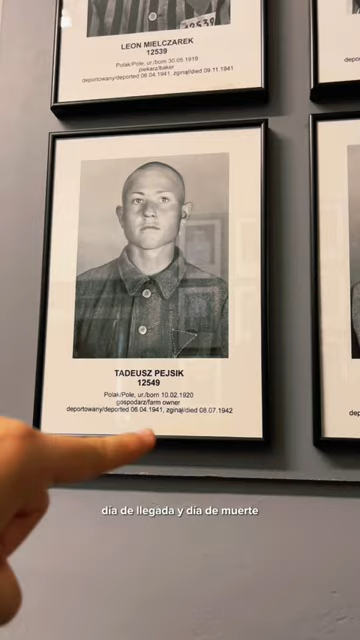 LEON MIELCZAREK
12539
Polak/Pole, ur./born 30.05.1919
piekarz/baker
deportowany/deported 06.04.1941, zginął/died 09.11.1941
TADEUSZ PEJSIK
12549
Polak/Pole, ur./born 10.02.1920
gospodarz/farm owner
deportowany/deported 06.04.1941, zginął/died 08.07.1942
día de llegada y día de muerte